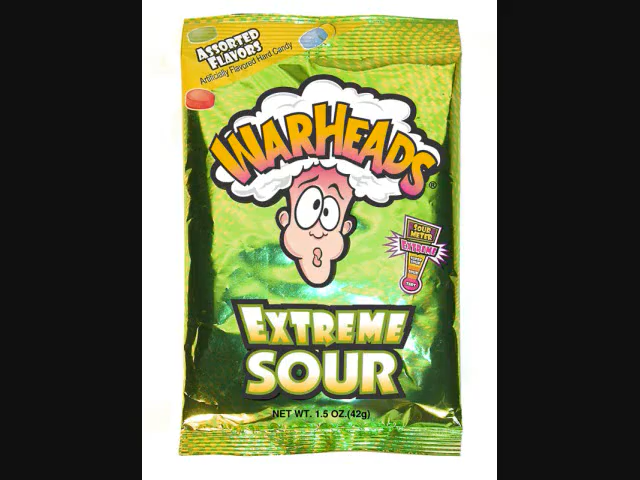 ASSORTED
FLAVORS
Artificially Flavored Hard Candy
WARHEADS®
SOUR
METER
EXTREME
EXTREME
SOUR
NET WT. 1.5 OZ.(42g)